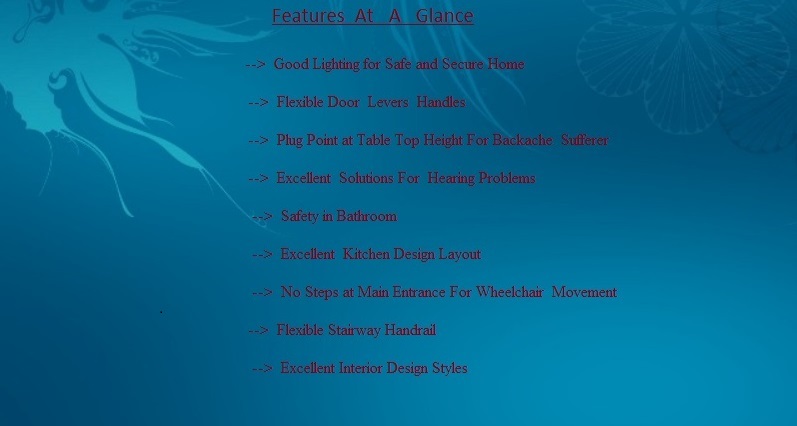 Features At A Glance
--> Good Lighting for Safe and Secure Home
--> Flexible Door Levers Handles
--> Plug Point at Table Top Height For Backache Sufferer
--> Excellent Solutions For Hearing Problems
--> Safety in Bathroom
--> Excellent Kitchen Design Layout
--> No Steps at Main Entrance For Wheelchair Movement
--> Flexible Stairway Handrail
--> Excellent Interior Design Styles